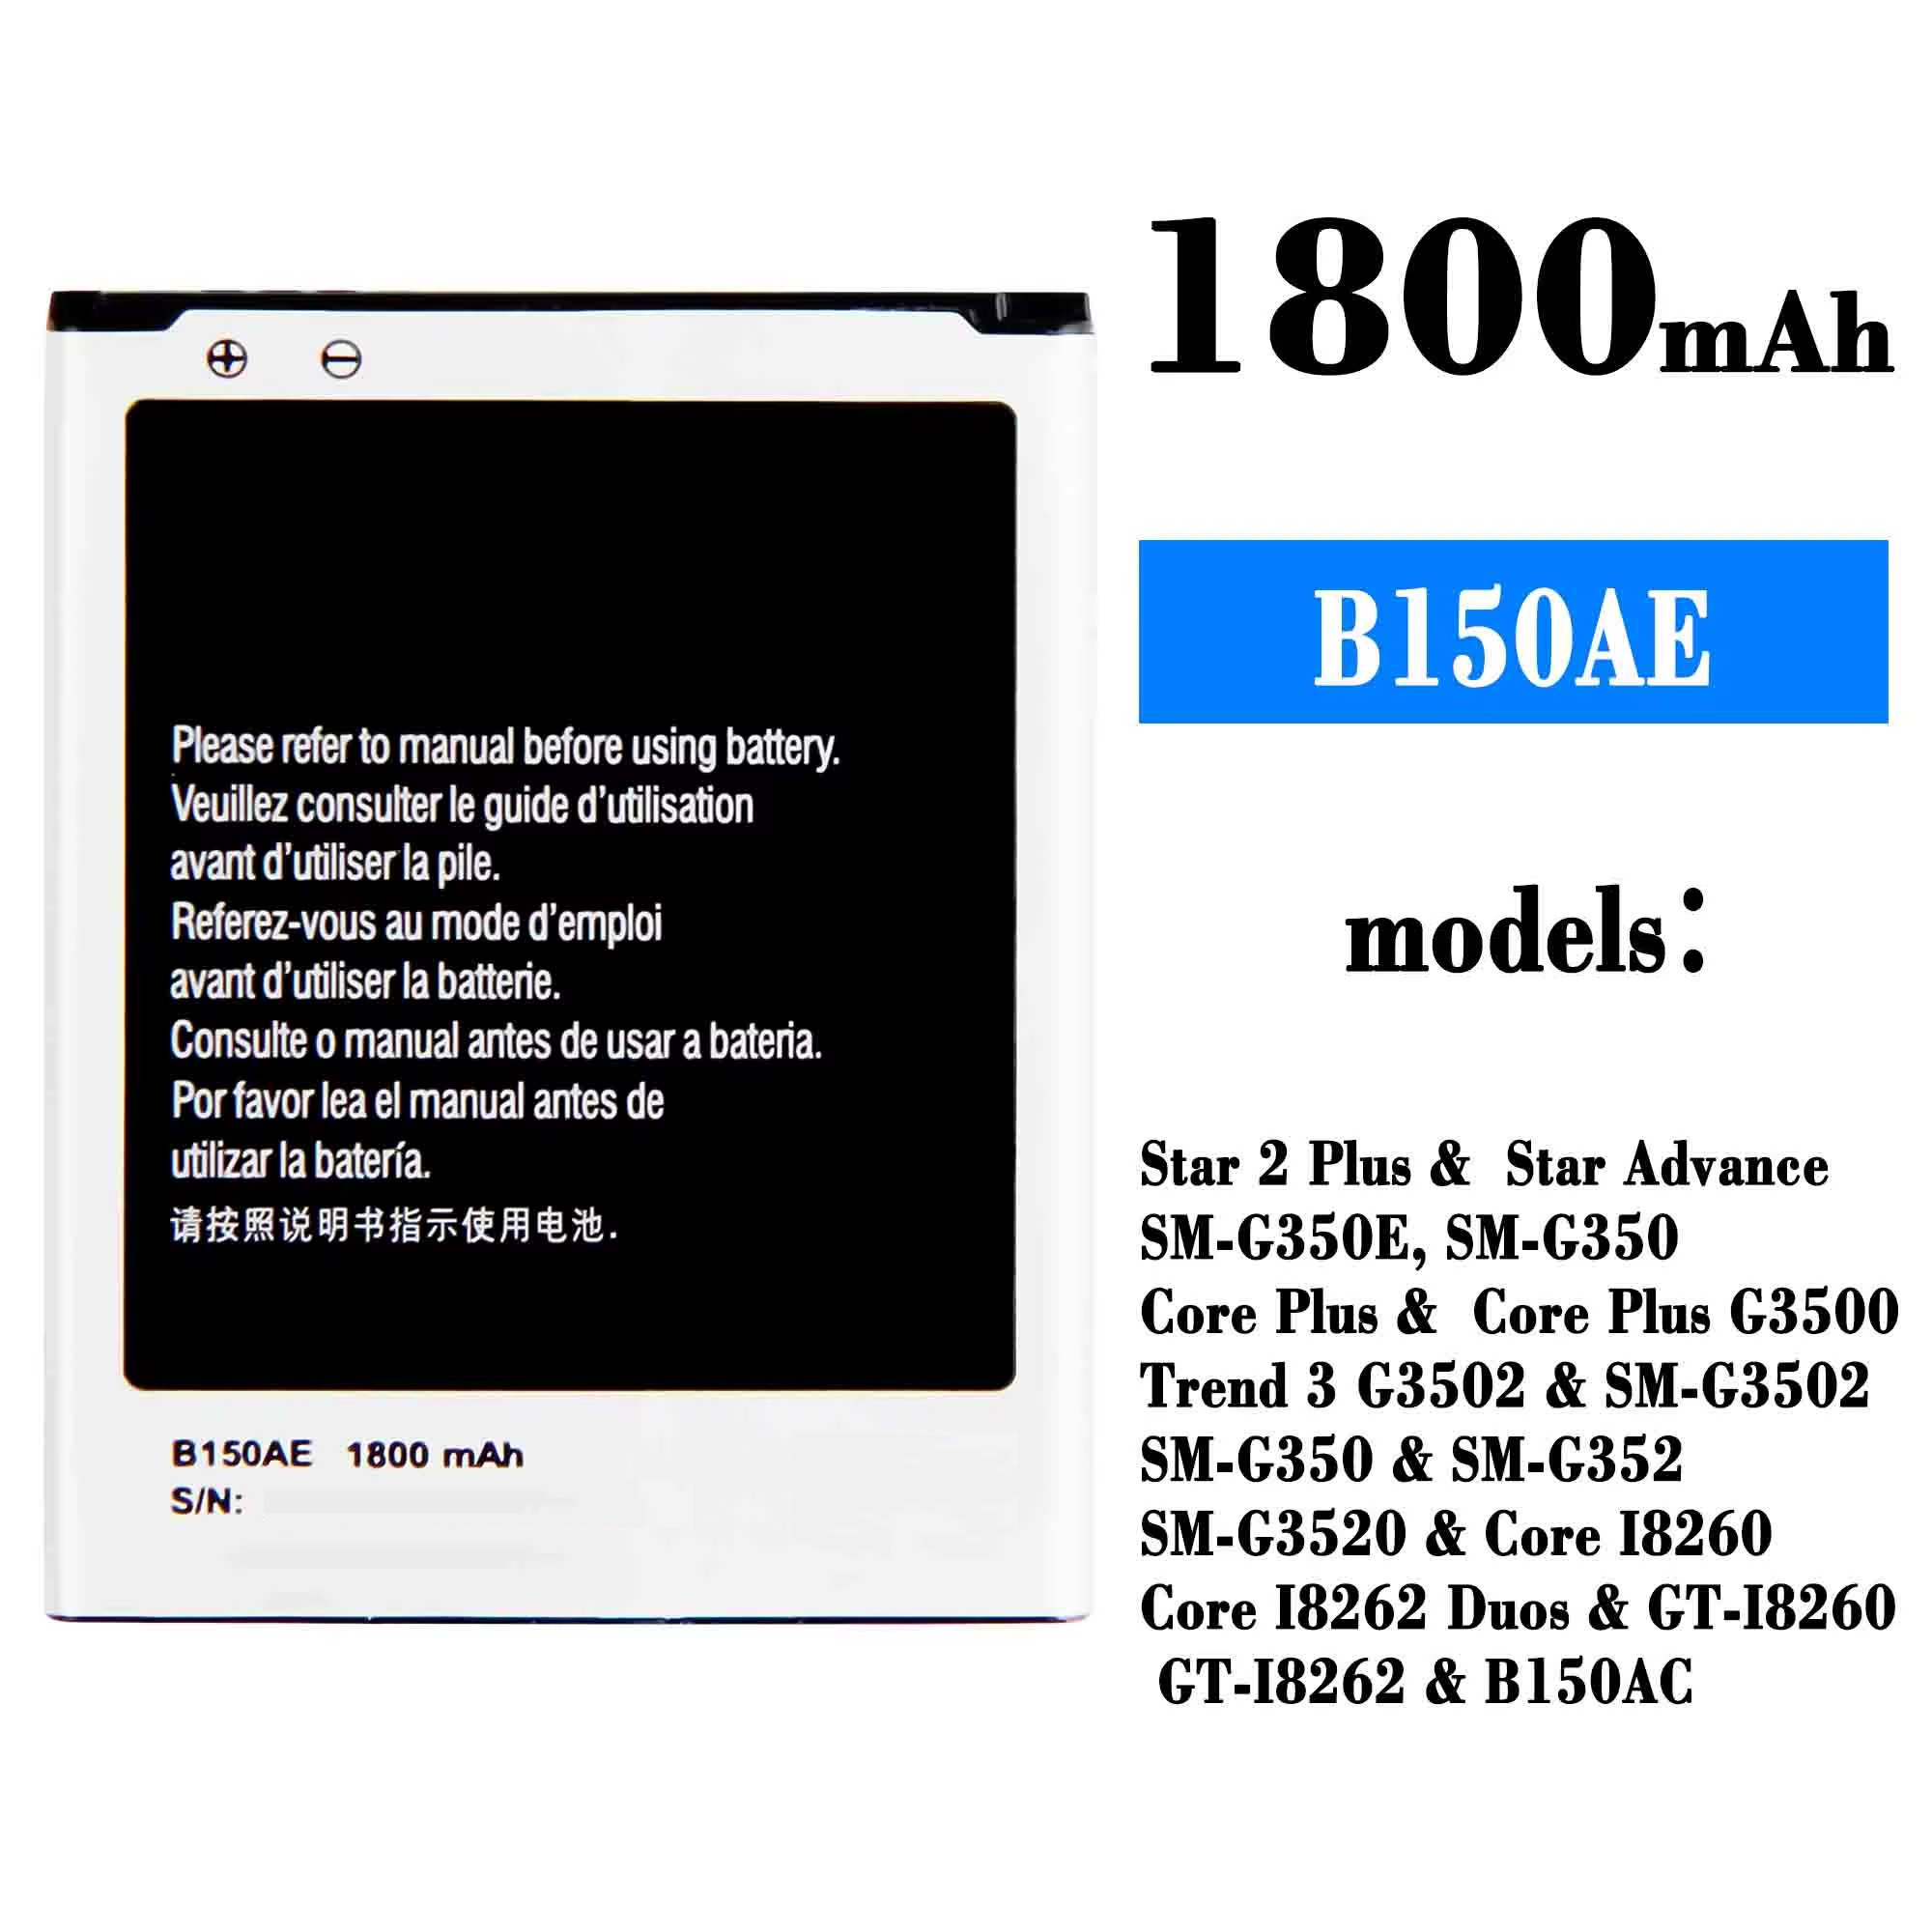 Please refer to manual before using battery.
Veuillez consulter le guide d'utilisation
avant d'utiliser la pile.
Referez-vous au mode d'emploi
avant d'utiliser la batterie.
Consulte o manual antes de usar a bateria.
Por favor lea el manual antes de
utilizar la batería.
请按照说明书指示使用电池.
B150AE 1800 mAh
S/N:
1800mAh
B150AE
models：
Star 2 Plus & Star Advance
SM-G350E, SM-G350
Core Plus & Core Plus G3500
Trend 3 G3502 & SM-G3502
SM-G350 & SM-G352
SM-G3520 & Core I8260
Core I8262 Duos & GT-I8260
GT-I8262 & B150AC